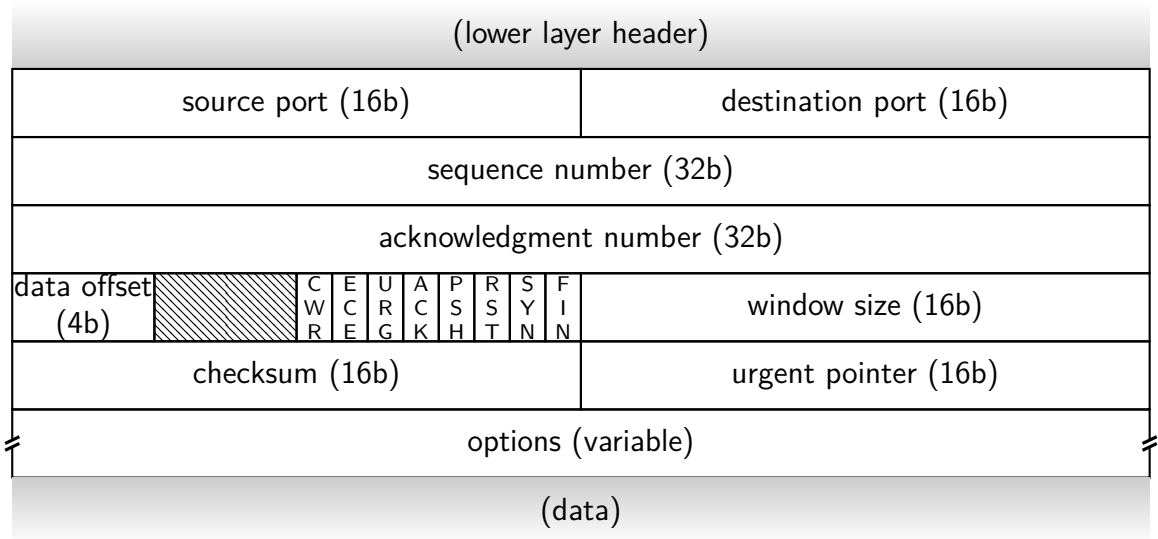 (lower layer header)
source port (16b) destination port (16b)
sequence number (32b)
acknowledgment number (32b)
data offset (4b) CWR ECE URG ACK PSH RST SYN FIN window size (16b)
checksum (16b) urgent pointer (16b)
options (variable)
(data)